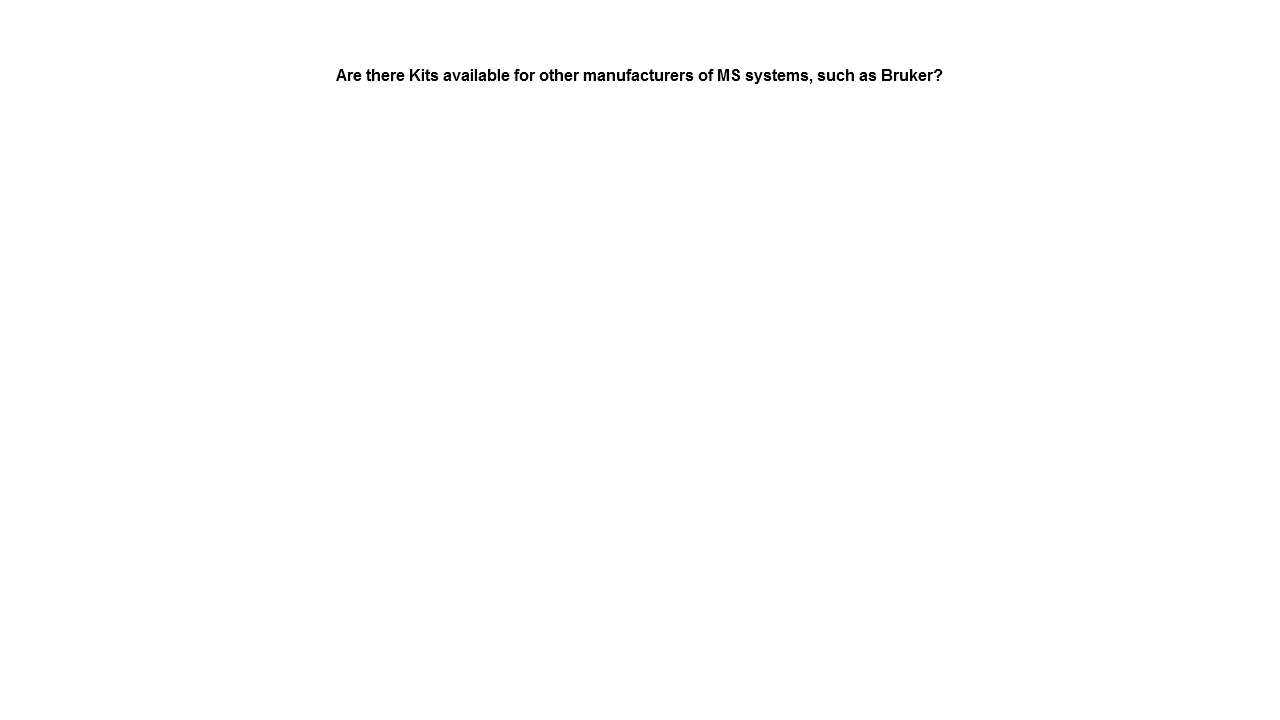 Are there Kits available for other manufacturers of MS systems, such as Bruker?